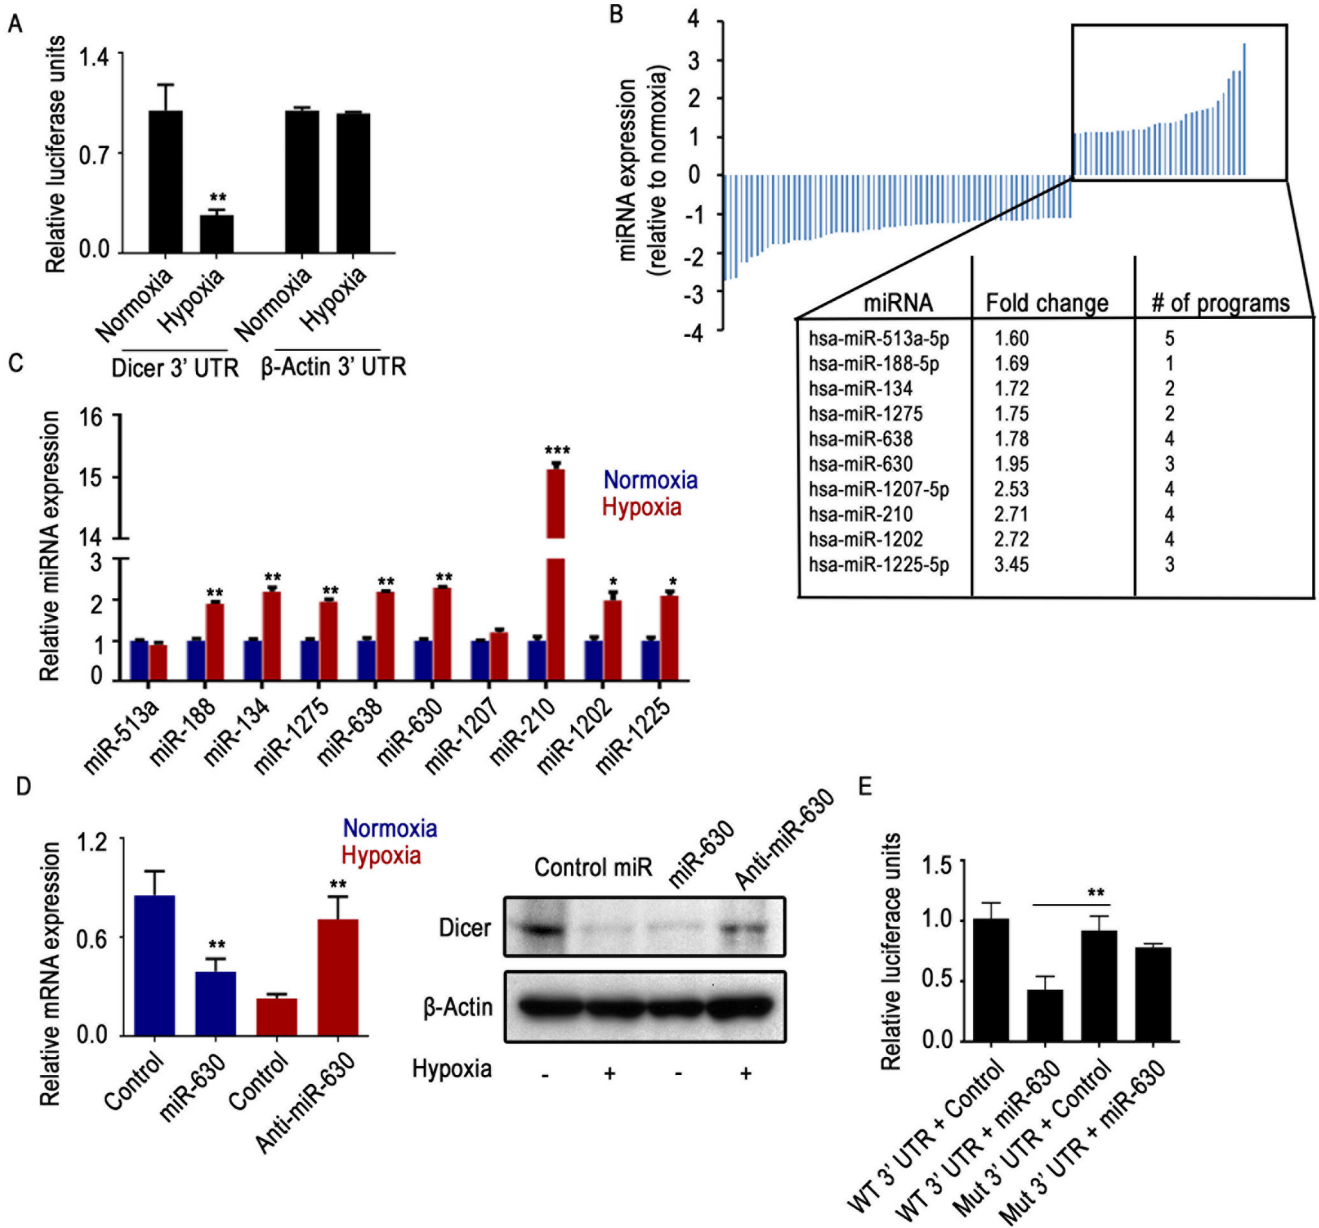 A
Relative luciferase units
1.4
0.7
0.0
**
Normoxia
Hypoxia
Normoxia
Hypoxia
Dicer 3' UTR
β-Actin 3' UTR
B
miRNA expression
(relative to normoxia)
4
3
2
1
0
-1
-2
-3
-4
miRNA Fold change # of programs
hsa-miR-513a-5p 1.60 5
hsa-miR-188-5p 1.69 1
hsa-miR-134 1.72 2
hsa-miR-1275 1.75 2
hsa-miR-638 1.78 4
hsa-miR-630 1.95 3
hsa-miR-1207-5p 2.53 4
hsa-miR-210 2.71 4
hsa-miR-1202 2.72 4
hsa-miR-1225-5p 3.45 3
C
Relative miRNA expression
16
15
14
3
2
1
0
** ** ** ** ** *** * *
Normoxia
Hypoxia
miR-513a
miR-188
miR-134
miR-1275
miR-638
miR-630
miR-1207
miR-210
miR-1202
miR-1225
D
Relative mRNA expression
1.2
0.6
0.0
Normoxia
Hypoxia
** **
Control
miR-630
Control
Anti-miR-630
Control miR
miR-630
Anti-miR-630
Dicer
β-Actin
Hypoxia - + - +
E
Relative luciferace units
1.5
1.0
0.5
0.0
**
WT 3' UTR + Control
WT 3' UTR + miR-630
Mut 3' UTR + Control
Mut 3' UTR + miR-630